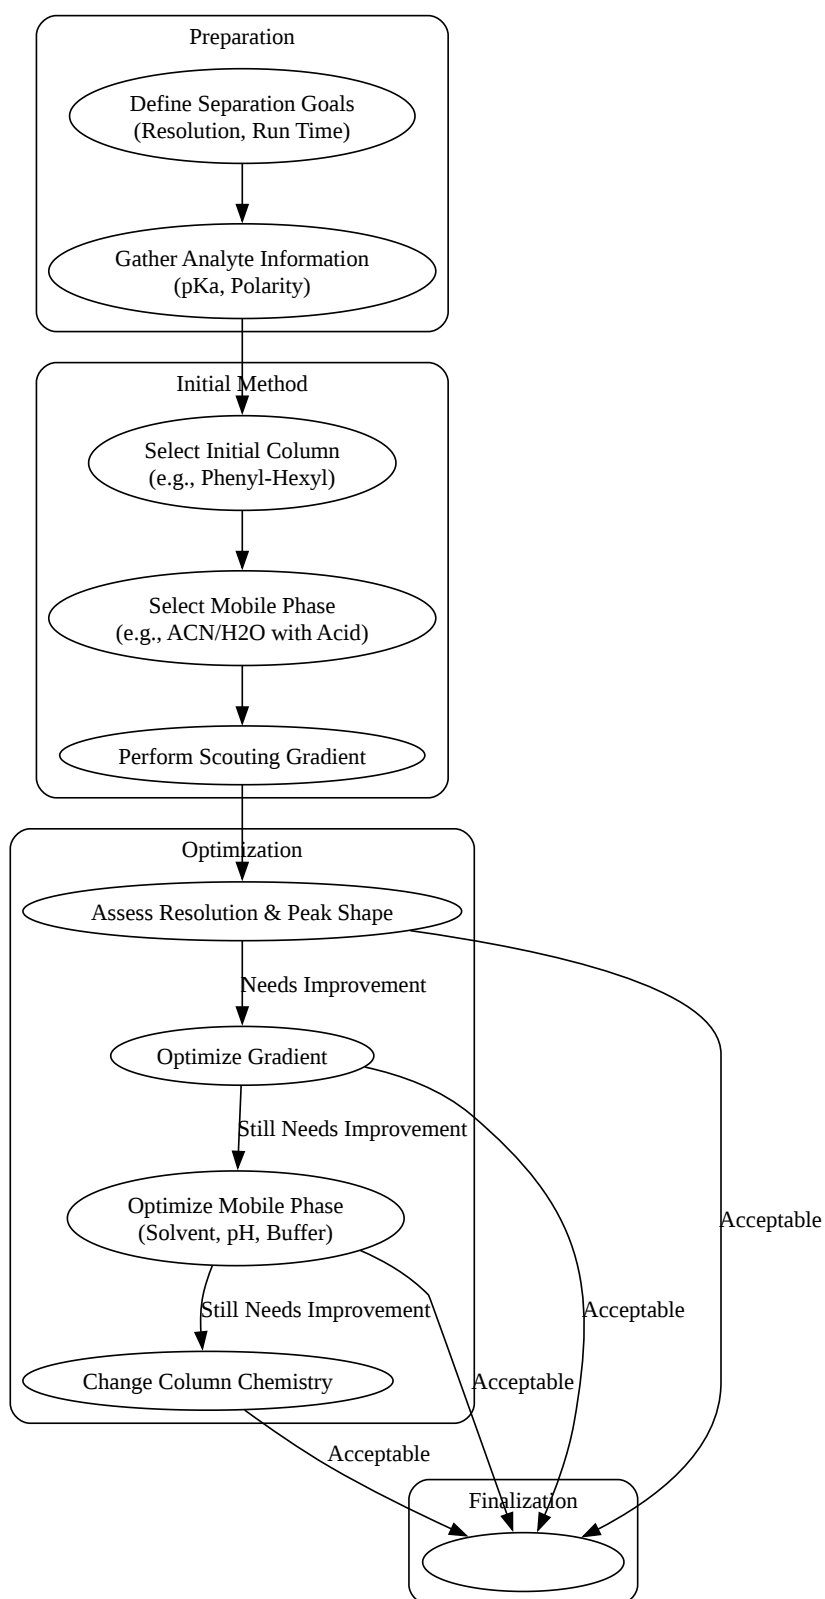 Preparation
Define Separation Goals
(Resolution, Run Time)
Gather Analyte Information
(pKa, Polarity)
Initial Method
Select Initial Column
(e.g., Phenyl-Hexyl)
Select Mobile Phase
(e.g., ACN/H2O with Acid)
Perform Scouting Gradient
Optimization
Assess Resolution & Peak Shape
Needs Improvement
Optimize Gradient
Still Needs Improvement
Optimize Mobile Phase
(Solvent, pH, Buffer)
Acceptable
Still Needs Improvement
Acceptable
Change Column Chemistry
Acceptable
Acceptable
Finalization